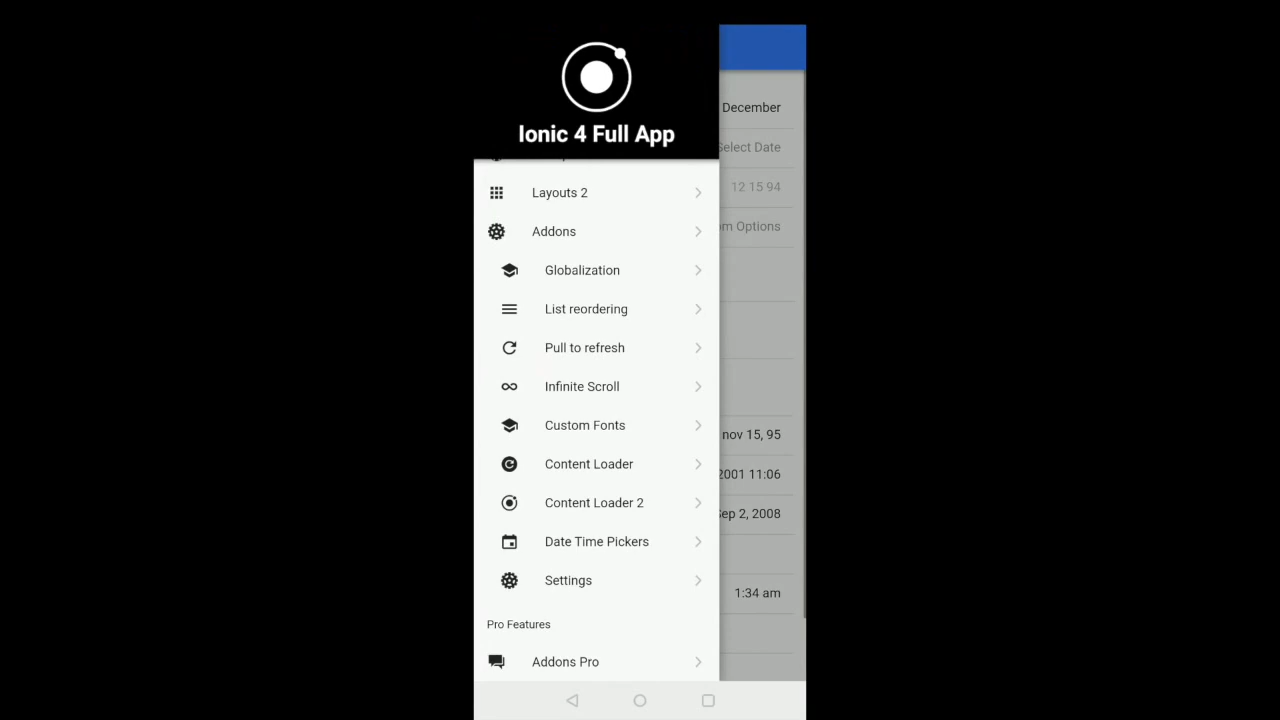 Ionic 4 Full App
December
Layouts 2
Select Date
12 15 94
Addons
om Options
Globalization
List reordering
Pull to refresh
Infinite Scroll
Custom Fonts
nov 15, 95
Content Loader
2001 11:06
Content Loader 2
Sep 2, 2008
Date Time Pickers
Settings
1:34 am
Pro Features
Addons Pro